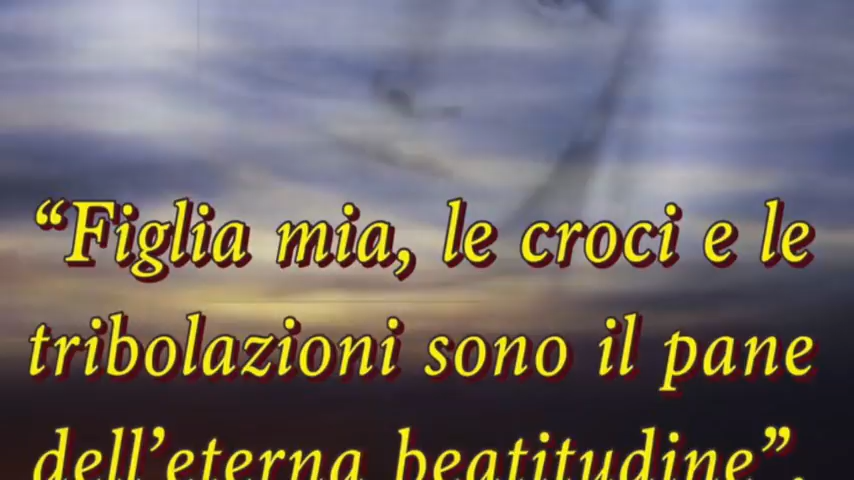 “Figlia mia, le croci e le
tribolazioni sono il pane
dell’eterna beatitudine”.